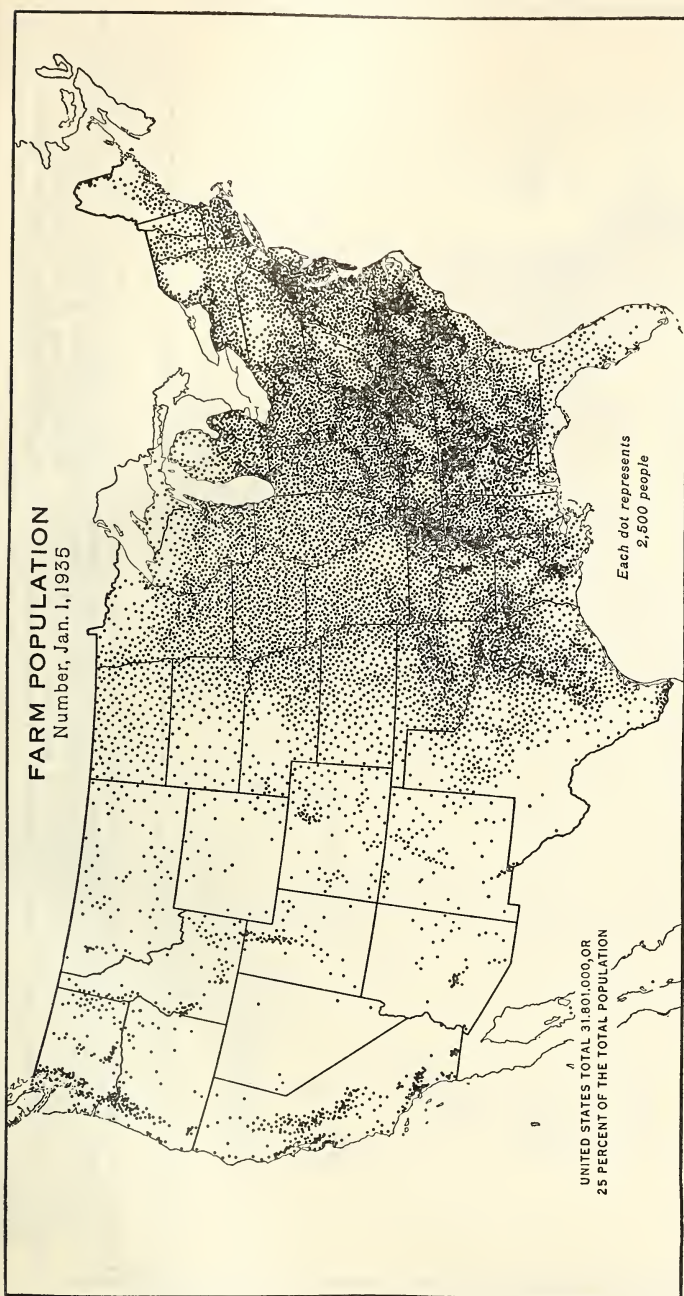 FARM POPULATION
Number, Jan. 1, 1935
Each dot represents
2,500 people
UNITED STATES TOTAL 31.801.000, OR
25 PERCENT OF THE TOTAL POPULATION